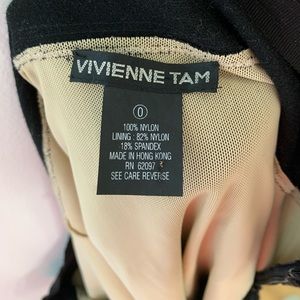 VIVIENNE TAM
0
100% NYLON
LINING . 82% NYLON
18% SPANDEX
MADE IN HONG KONG
RN 62097
SEE CARE REVERSE